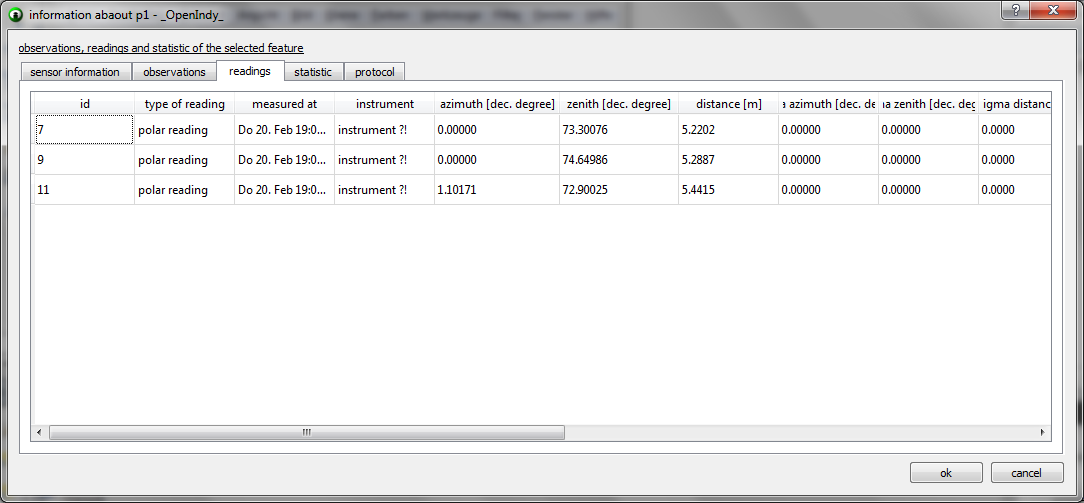 information abaout p1 - _OpenIndy_
observations, readings and statistic of the selected feature
sensor information observations readings statistic protocol
id type of reading measured at instrument azimuth [dec. degree] zenith [dec. degree] distance [m] a azimuth [dec. de na zenith [dec. deg igma distanc
7 polar reading Do 20. Feb 19:0... instrument ?! 0.00000 73.30076 5.2202 0.00000 0.00000 0.0000
9 polar reading Do 20. Feb 19:0... instrument ?! 0.00000 74.64986 5.2887 0.00000 0.00000 0.0000
11 polar reading Do 20. Feb 19:0... instrument ?! 1.10171 72.90025 5.4415 0.00000 0.00000 0.0000
ok cancel